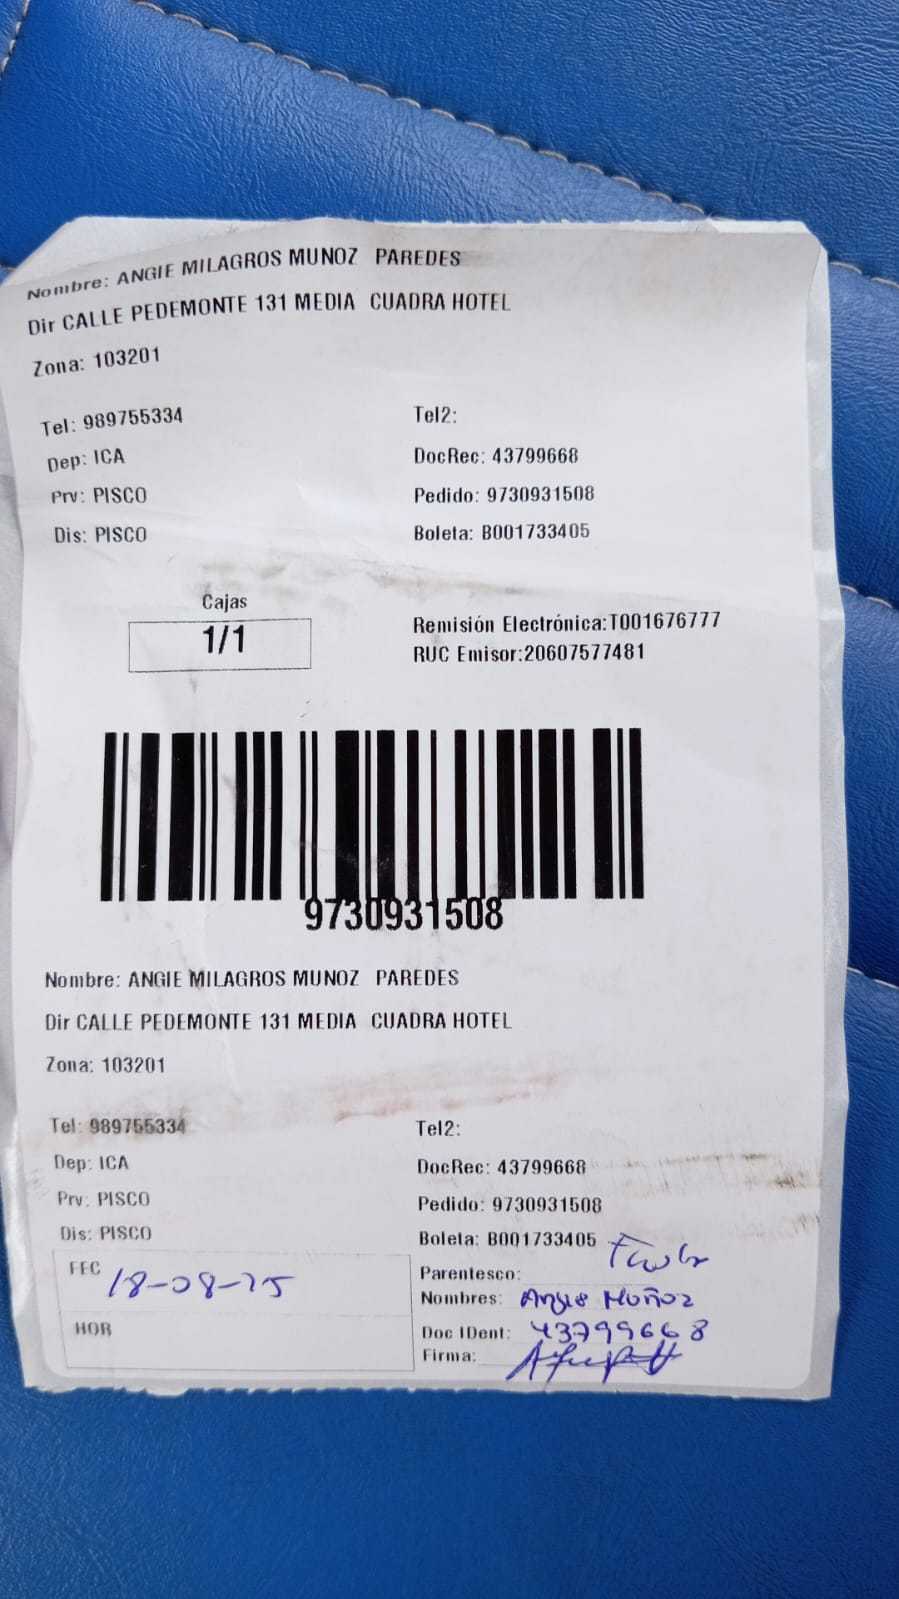 Nombre: ANGIE MILAGROS MUNOZ PAREDES
Dir CALLE PEDEMONTE 131 MEDIA CUADRA HOTEL
Zona: 103201
Tel: 989755334 Tel2:
Dep: ICA DocRec: 43799668
Prv: PISCO Pedido: 9730931508
Dis: PISCO Boleta: B001733405
Cajas
1/1
Remisión Electrónica:T001676777
RUC Emisor:20607577481
9730931508
Nombre: ANGIE MILAGROS MUNOZ PAREDES
Dir CALLE PEDEMONTE 131 MEDIA CUADRA HOTEL
Zona: 103201
Tel: 989755334 Tel2:
Dep: ICA DocRec: 43799668
Prv: PISCO Pedido: 9730931508
Dis: PISCO Boleta: B001733405
FEC 18-08-25
HOR
Parentesco:
Nombres: Angie Muñoz
Doc IDent: 43799668
Firma: